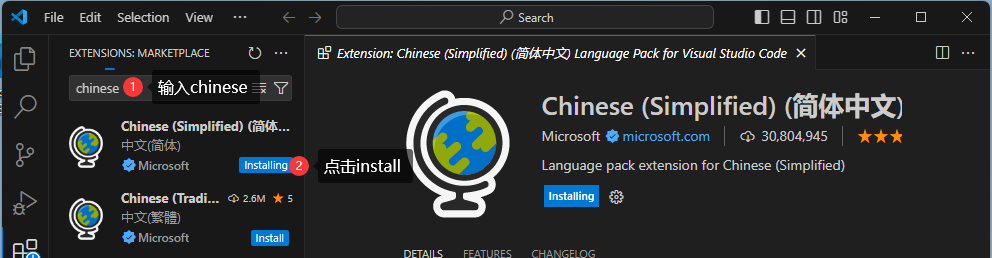 File Edit Selection View ··· Search
EXTENSIONS: MARKETPLACE ···
Extension: Chinese (Simplified) (简体中文) Language Pack for Visual Studio Code
chinese
1 输入chinese
Chinese (Simplified) (简体...
中文(简体)
Microsoft Installing
2 点击install
Chinese (Tradi... 2.6M ★ 5
中文(繁體)
Microsoft Install
Chinese (Simplified) (简体中文)
Microsoft microsoft.com | 30,804,945 | ★★★
Language pack extension for Chinese (Simplified)
Installing
DETAILS FEATURES CHANGELOG